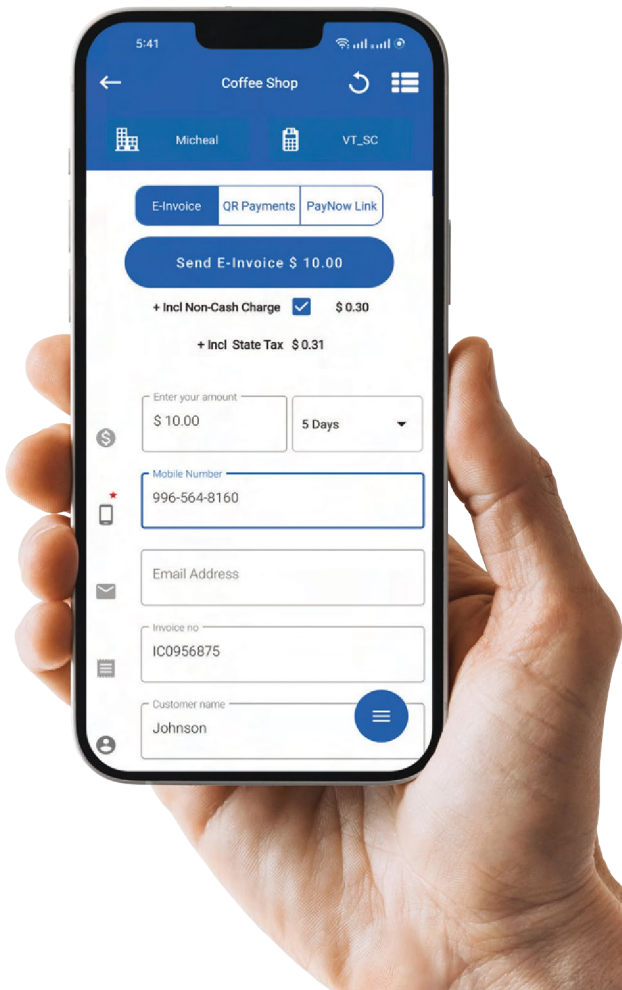 5:41
Coffee Shop
Micheal VT_SC
E-Invoice QR Payments PayNow Link
Send E-Invoice $ 10.00
+ Incl Non-Cash Charge $ 0.30
+ Incl State Tax $ 0.31
Enter your amount
$ 10.00 5 Days
Mobile Number
996-564-8160
Email Address
Invoice no
IC0956875
Customer name
Johnson